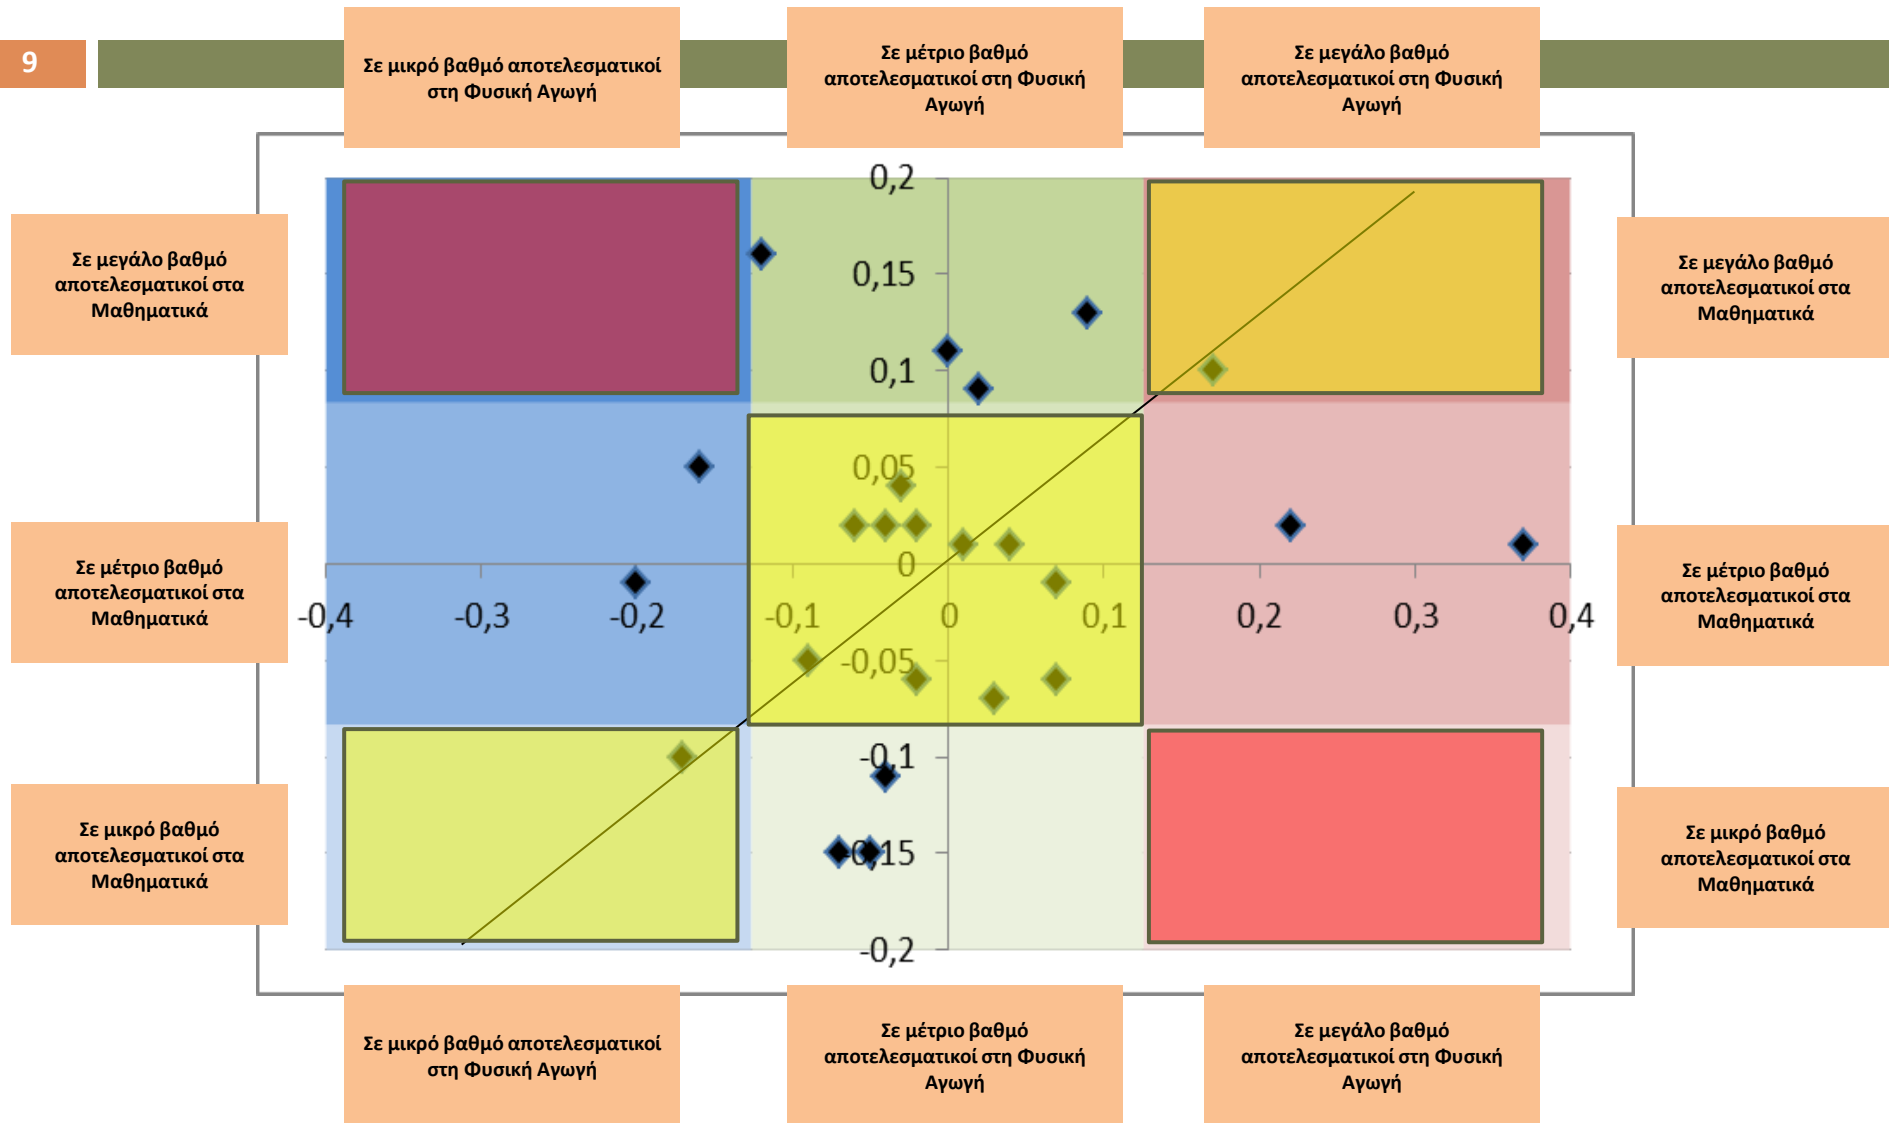 9
Σε μικρό βαθμό αποτελεσματικοί
στη Φυσική Αγωγή
Σε μέτριο βαθμό
αποτελεσματικοί στη Φυσική
Αγωγή
Σε μεγάλο βαθμό
αποτελεσματικοί στη Φυσική
Αγωγή
Σε μεγάλο βαθμό
αποτελεσματικοί στα
Μαθηματικά
Σε μέτριο βαθμό
αποτελεσματικοί στα
Μαθηματικά
Σε μικρό βαθμό
αποτελεσματικοί στα
Μαθηματικά
0,2
0,15
0,1
0,05
0
-0,05
-0,1
-0,15
-0,2
-0,4 -0,3 -0,2 -0,1 0 0,1 0,2 0,3 0,4
Σε μεγάλο βαθμό
αποτελεσματικοί στα
Μαθηματικά
Σε μέτριο βαθμό
αποτελεσματικοί στα
Μαθηματικά
Σε μικρό βαθμό
αποτελεσματικοί στα
Μαθηματικά
Σε μικρό βαθμό αποτελεσματικοί
στη Φυσική Αγωγή
Σε μέτριο βαθμό
αποτελεσματικοί στη Φυσική
Αγωγή
Σε μεγάλο βαθμό
αποτελεσματικοί στη Φυσική
Αγωγή